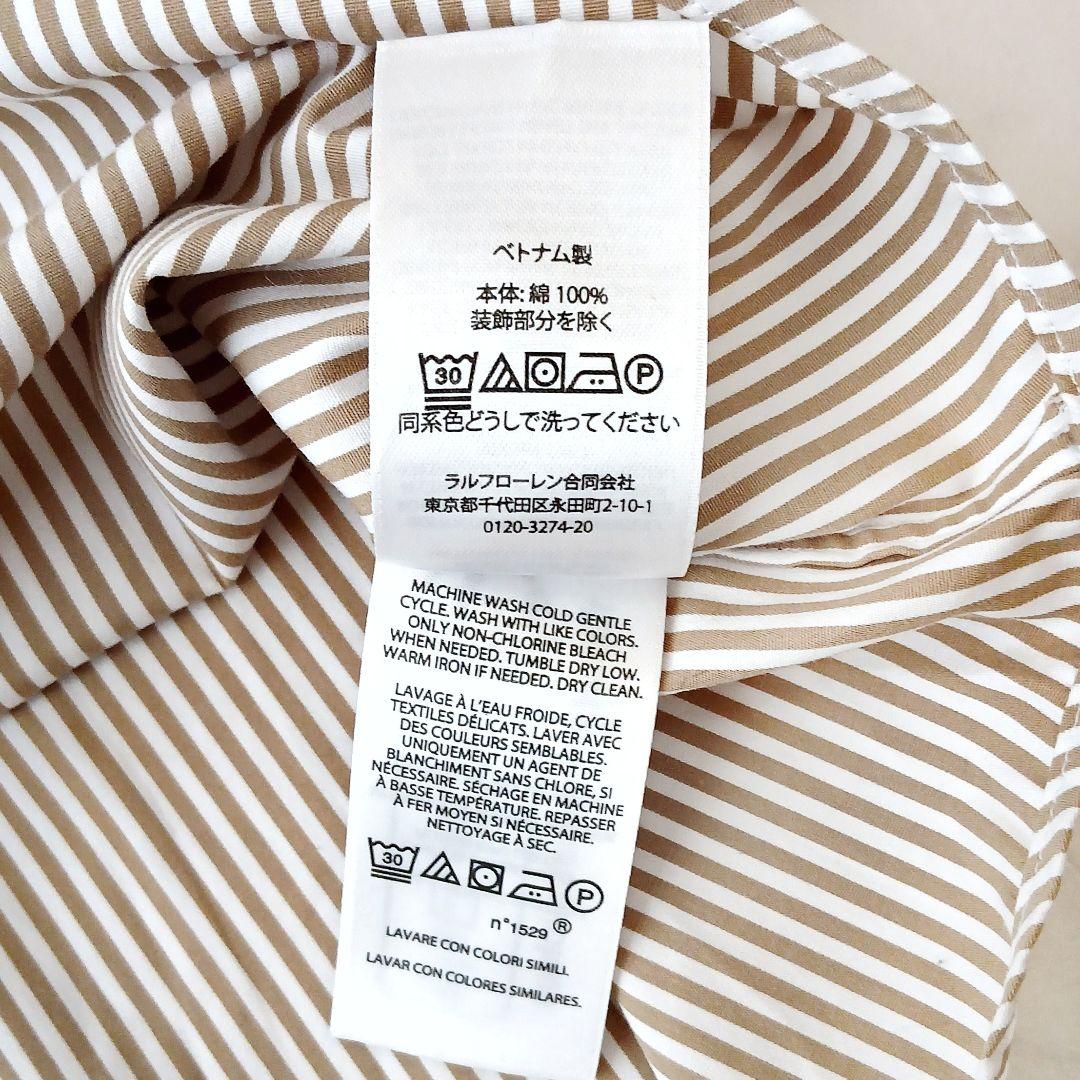 ベトナム製
本体: 綿 100%
装飾部分を除く
30 P
同系色どうしで洗ってください
ラルフローレン合同会社
東京都千代田区永田町2-10-1
0120-3274-20
MACHINE WASH COLD GENTLE
CYCLE. WASH WITH LIKE COLORS.
ONLY NON-CHLORINE BLEACH
WHEN NEEDED. TUMBLE DRY LOW.
WARM IRON IF NEEDED. DRY CLEAN.
LAVAGE À L'EAU FROIDE, CYCLE
TEXTILES DÉLICATS. LAVER AVEC
DES COULEURS SEMBLABLES.
UNIQUEMENT UN AGENT DE
BLANCHIMENT SANS CHLORE, SI
NÉCESSAIRE. SÉCHAGE EN MACHINE
À BASSE TEMPÉRATURE. REPASSER
À FER MOYEN SI NÉCESSAIRE.
NETTOYAGE À SEC.
30 P
n°1529 ®
LAVARE CON COLORI SIMILI.
LAVAR CON COLORES SIMILARES.